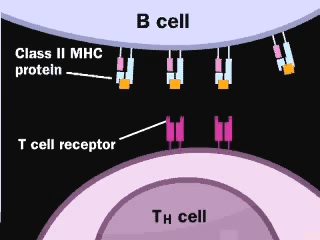 B cell
Class II MHC
protein
T cell receptor
TH cell